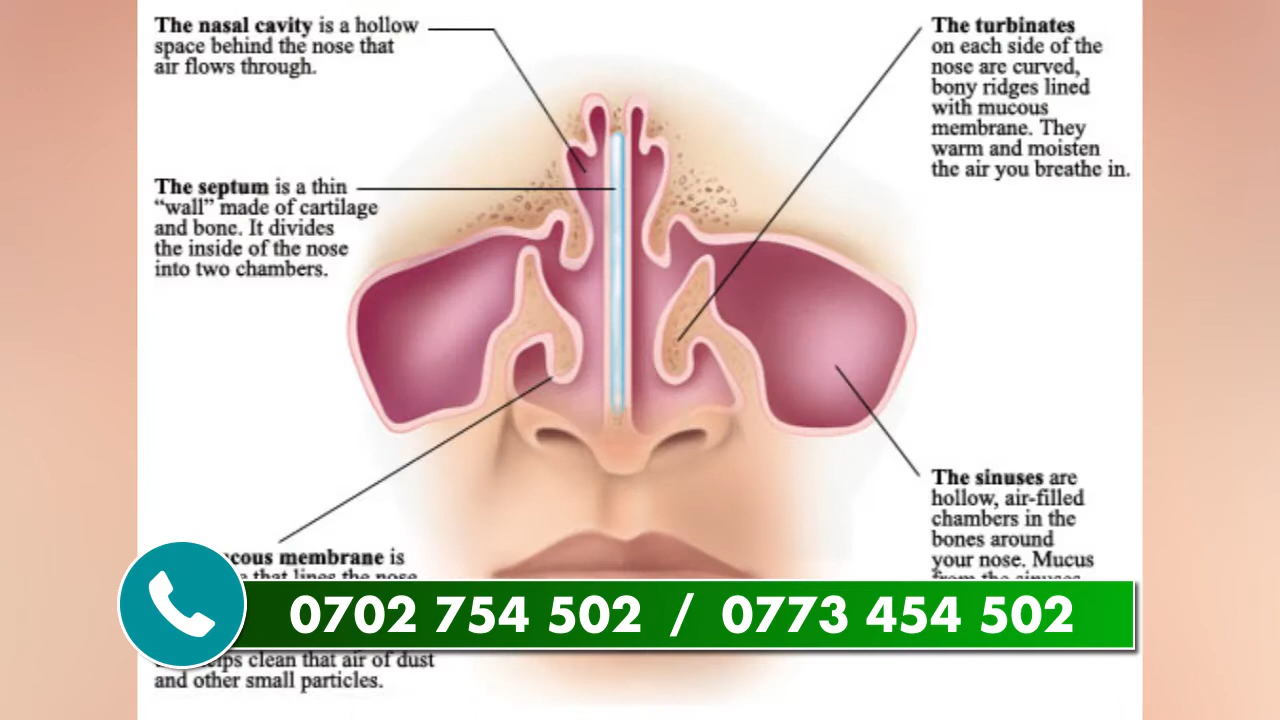 The nasal cavity is a hollow
space behind the nose that
air flows through.
The septum is a thin
“wall” made of cartilage
and bone. It divides
the inside of the nose
into two chambers.
The turbinates
on each side of the
nose are curved,
bony ridges lined
with mucous
membrane. They
warm and moisten
the air you breathe in.
The sinuses are
hollow, air-filled
chambers in the
bones around
your nose. Mucus
from the sinuses
membrane is
that lines the nose
clean that air of dust
and other small particles.
0702 754 502 / 0773 454 502